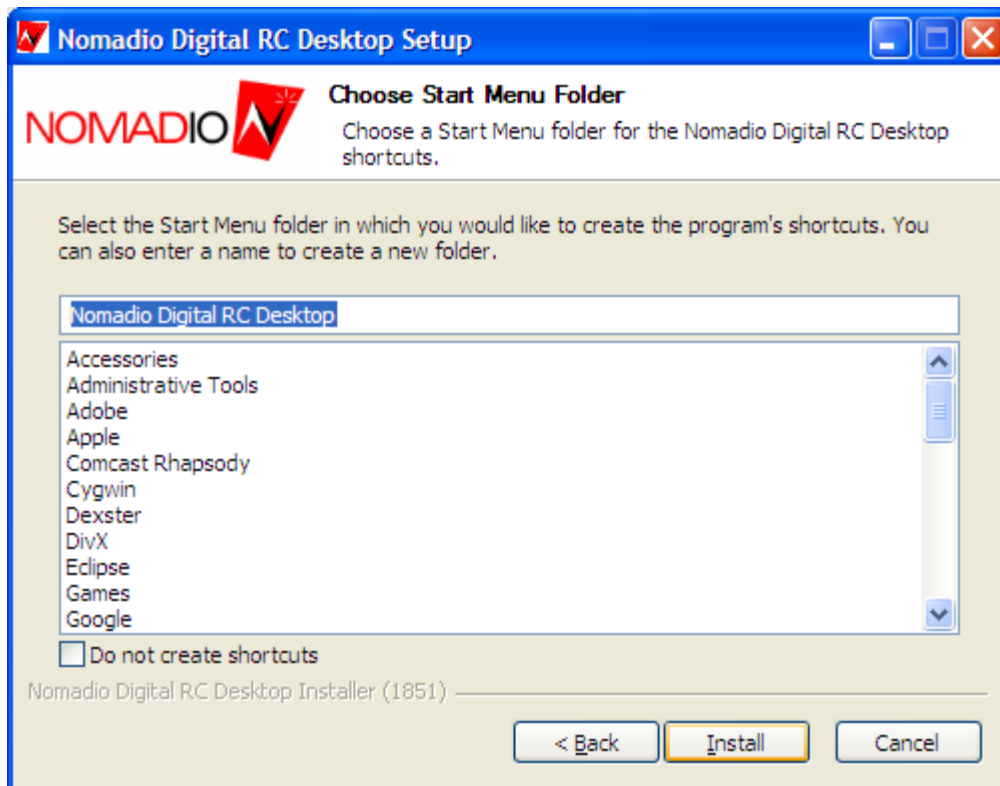 Nomadio Digital RC Desktop Setup
NOMADIO
Choose Start Menu Folder
Choose a Start Menu folder for the Nomadio Digital RC Desktop
shortcuts.
Select the Start Menu folder in which you would like to create the program's shortcuts. You
can also enter a name to create a new folder.
Nomadio Digital RC Desktop
Accessories
Administrative Tools
Adobe
Apple
Comcast Rhapsody
Cygwin
Dexster
DivX
Eclipse
Games
Google
Do not create shortcuts
Nomadio Digital RC Desktop Installer (1851)
< Back
Install
Cancel